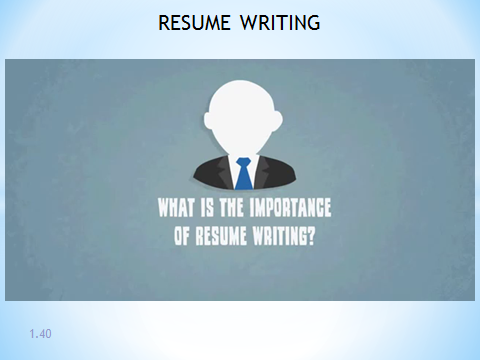 RESUME WRITING
WHAT IS THE IMPORTANCE
OF RESUME WRITING?
1.40